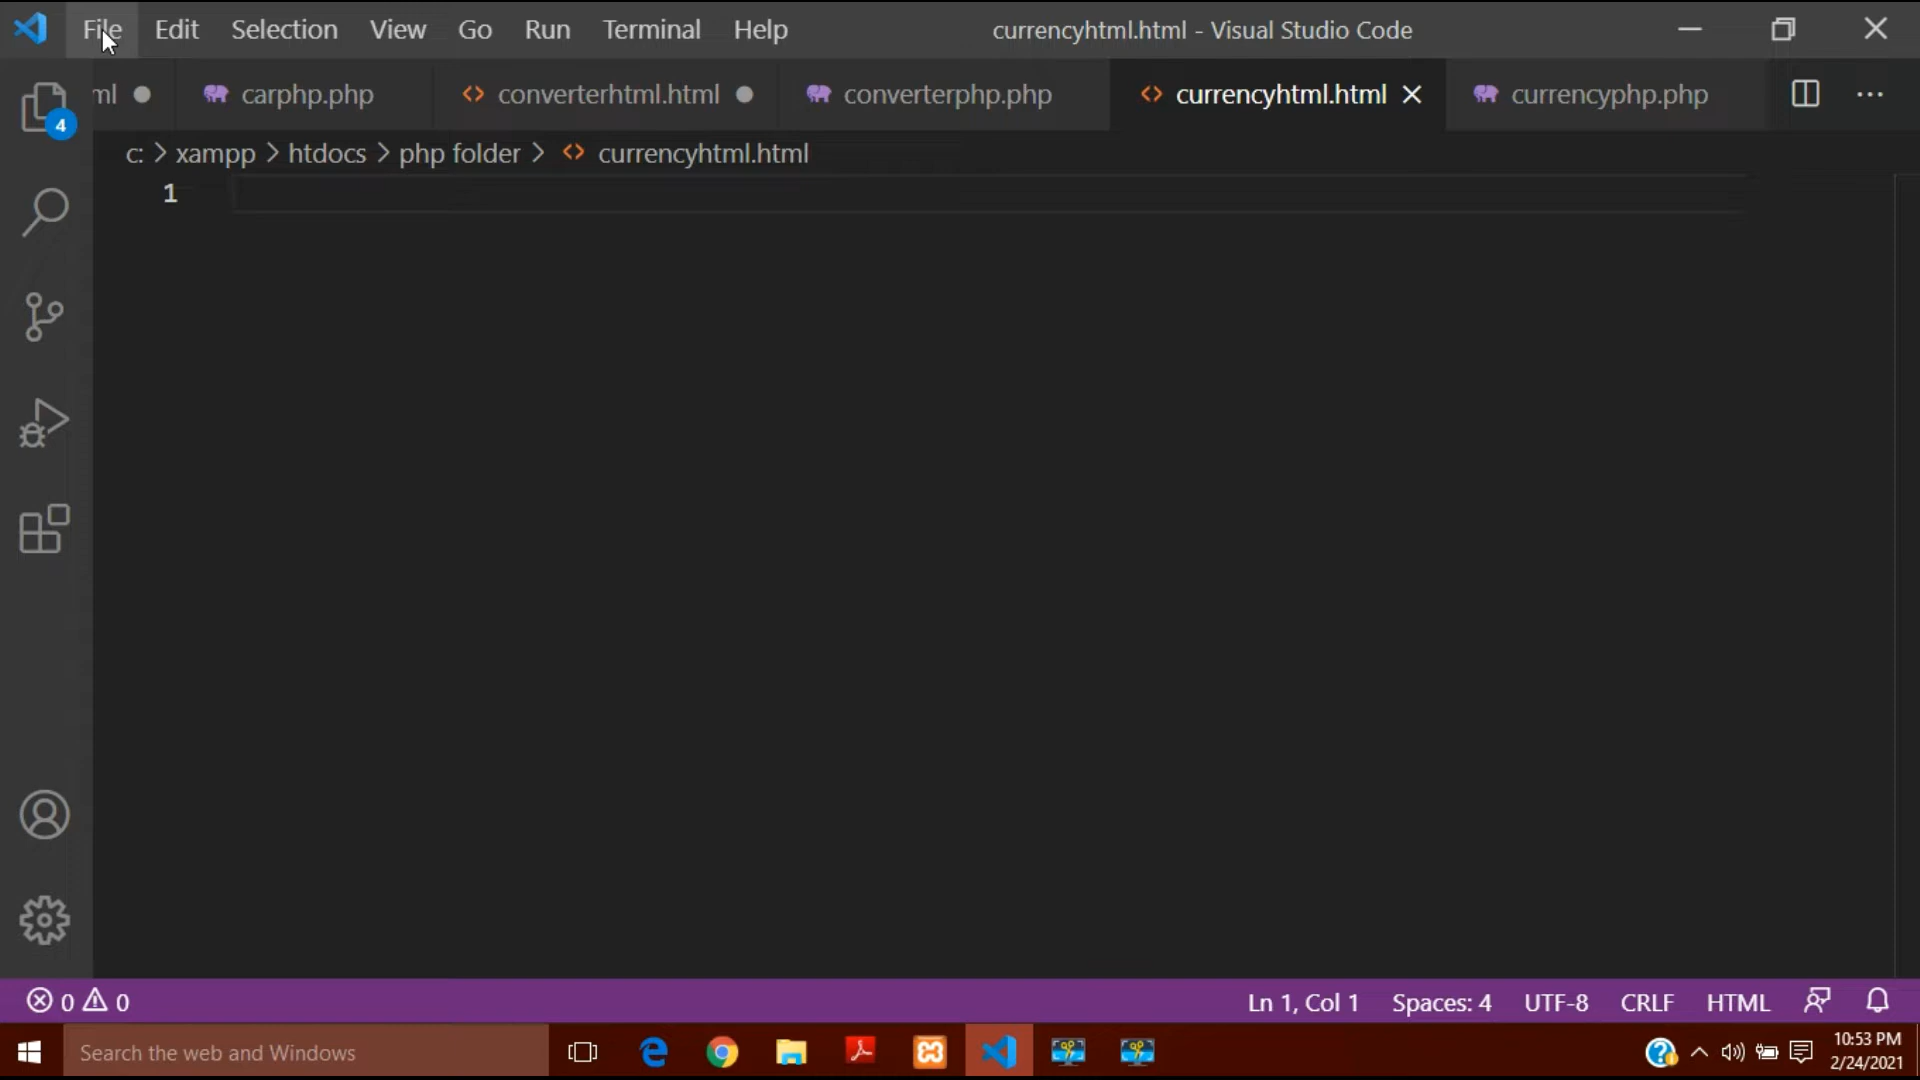 File Edit Selection View Go Run Terminal Help currencyhtml.html - Visual Studio Code
ml carphp.php converterhtml.html converterphp.php currencyhtml.html currencyphp.php
4
c: > xampp > htdocs > php folder > currencyhtml.html
1
0 0 Ln 1, Col 1 Spaces: 4 UTF-8 CRLF HTML
Search the web and Windows
10:53 PM
2/24/2021